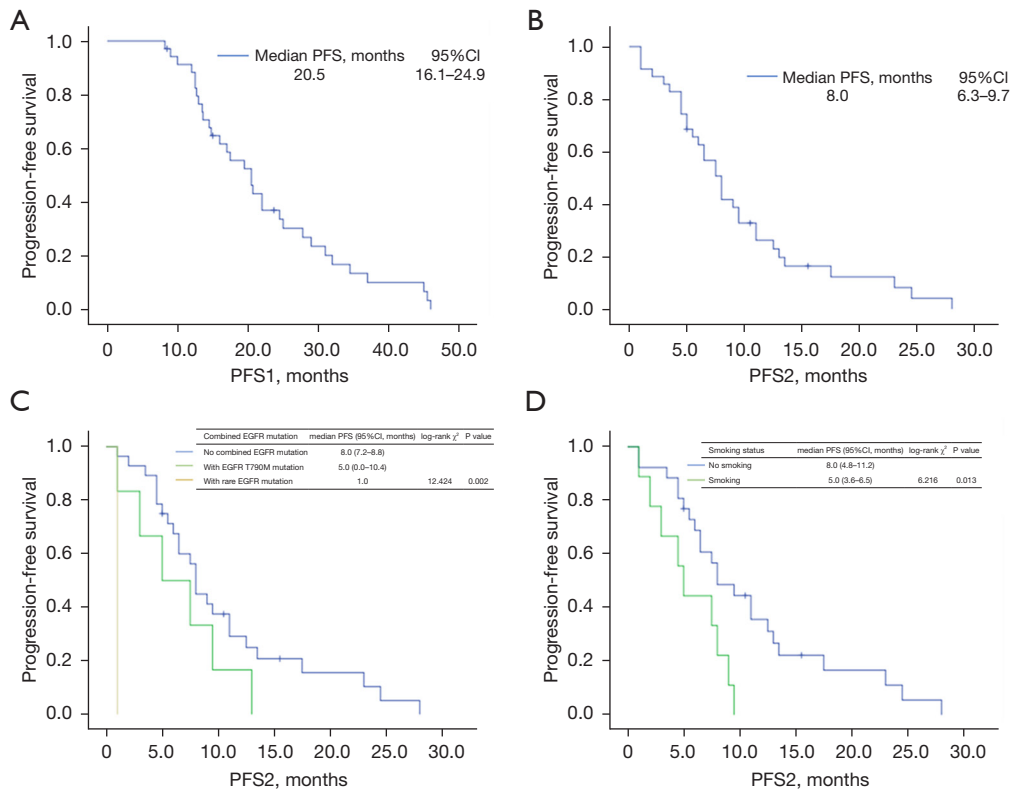 A
Progression-free survival
1.0
0.8
0.6
0.4
0.2
0.0
Median PFS, months 95%CI
20.5 16.1–24.9
0 10.0 20.0 30.0 40.0 50.0
PFS1, months
B
Progression-free survival
1.0
0.8
0.6
0.4
0.2
0.0
Median PFS, months 95%CI
8.0 6.3–9.7
0 5.0 10.0 15.0 20.0 25.0 30.0
PFS2, months
C
Progression-free survival
1.0
0.8
0.6
0.4
0.2
0.0
Combined EGFR mutation median PFS (95%CI, months) log-rank χ² P value
No combined EGFR mutation 8.0 (7.2–8.8)
With EGFR T790M mutation 5.0 (0.0–10.4)
With rare EGFR mutation 1.0 12.424 0.002
5.0 10.0 15.0 20.0 25.0 30.0
PFS2, months
D
Progression-free survival
1.0
0.8
0.6
0.4
0.2
0.0
Smoking status median PFS (95%CI, months) log-rank χ² P value
No smoking 8.0 (4.8–11.2)
Smoking 5.0 (3.6–6.5) 6.216 0.013
0 5.0 10.0 15.0 20.0 25.0 30.0
PFS2, months